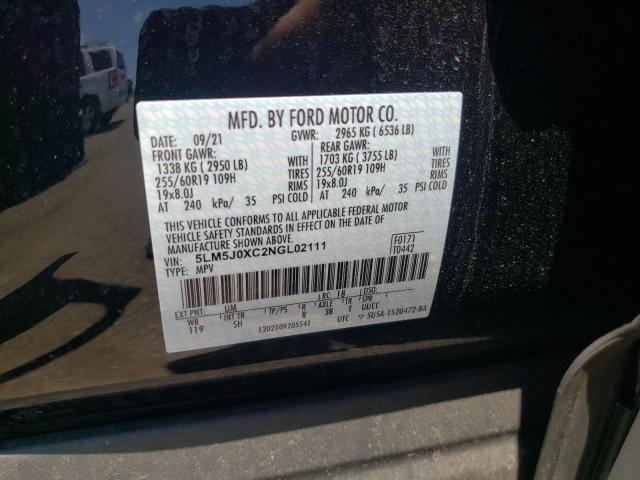 MFD. BY FORD MOTOR CO.
DATE: 09/21 GVWR: 2965 KG ( 6536 LB)
FRONT GAWR: REAR GAWR:
1338 KG ( 2950 LB) WITH 1703 KG ( 3755 LB) WITH
255/60R19 109H TIRES 255/60R19 109H TIRES
19x8.0J RIMS 19x8.0J RIMS
AT 240 kPa/ 35 PSI COLD AT 240 kPa/ 35 PSI COLD
THIS VEHICLE CONFORMS TO ALL APPLICABLE FEDERAL MOTOR
VEHICLE SAFETY STANDARDS IN EFFECT ON THE DATE OF
MANUFACTURE SHOWN ABOVE.
VIN: 5LM5J0XC2NGL02111 F0171
TYPE: MPV T0442
EXT PNT: UM RC: 18 DSO:
WB INT TR TP/PS R AXLE TR SPR
119 SH R 3B T UUCC
1202109205541 UTC ▽ 5USA-1520472-BA